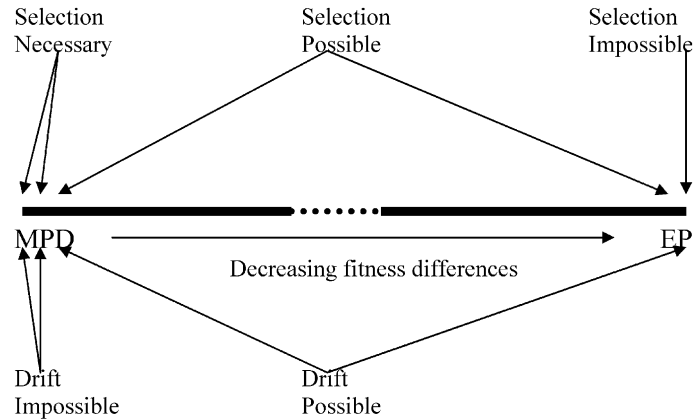 Selection
Necessary
Selection
Possible
Selection
Impossible
MPD
EP
Decreasing fitness differences
Drift
Impossible
Drift
Possible